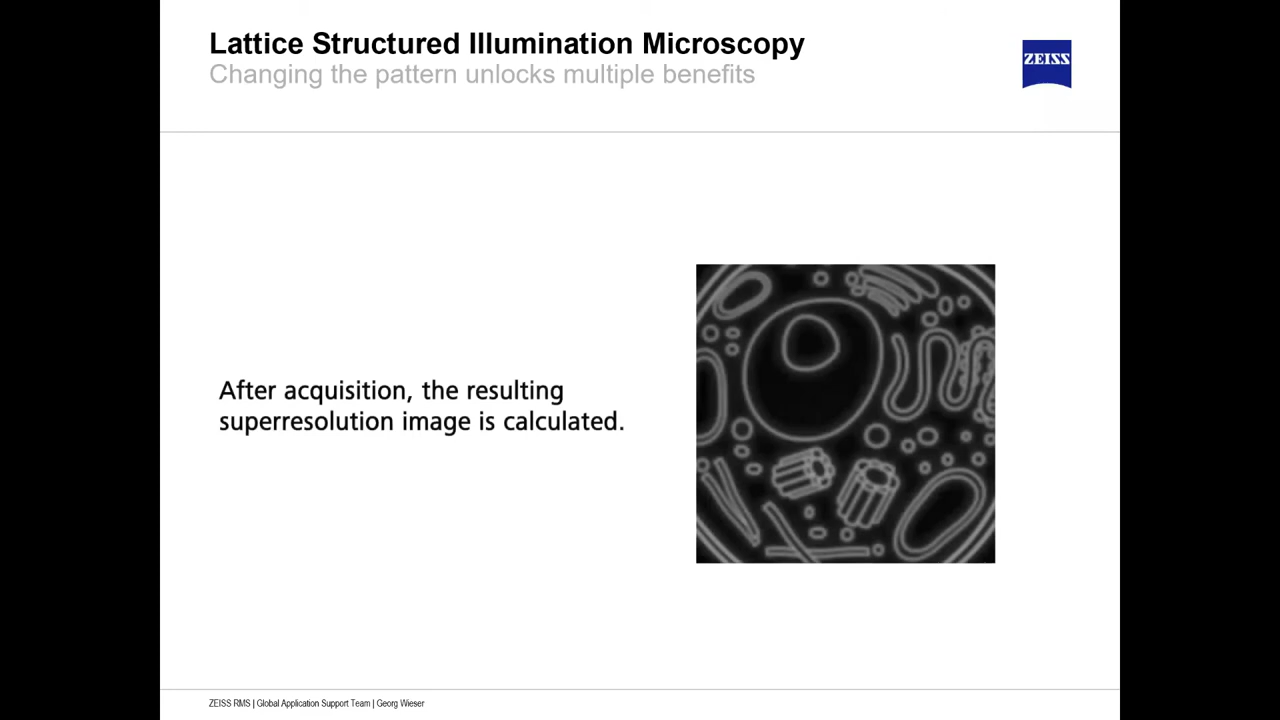 Lattice Structured Illumination Microscopy
Changing the pattern unlocks multiple benefits
ZEISS
After acquisition, the resulting
superresolution image is calculated.
ZEISS RMS | Global Application Support Team | Georg Wieser